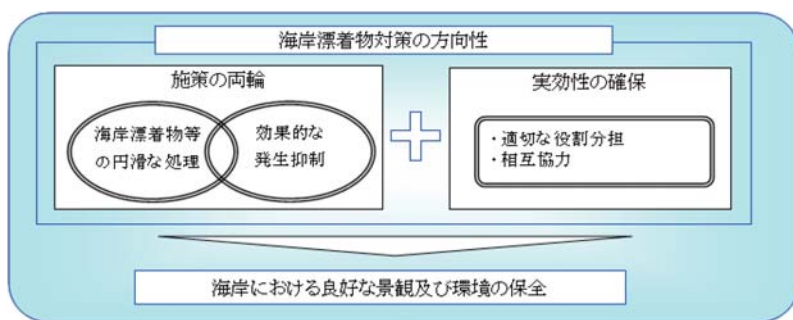 海岸漂着物対策の方向性
施策の両輪
海岸漂着物等
の円滑な処理
効果的な
発生抑制
実効性の確保
・適切な役割分担
・相互協力
海岸における良好な景観及び環境の保全